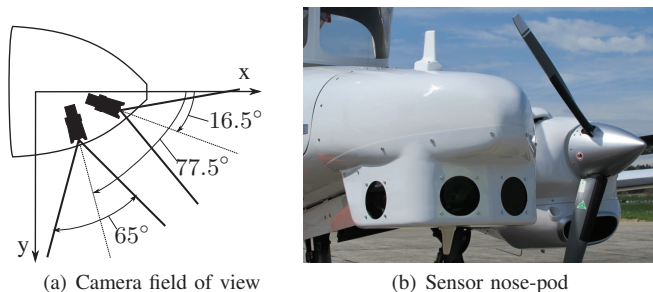 x
16.5°
77.5°
65°
y
(a) Camera field of view
(b) Sensor nose-pod